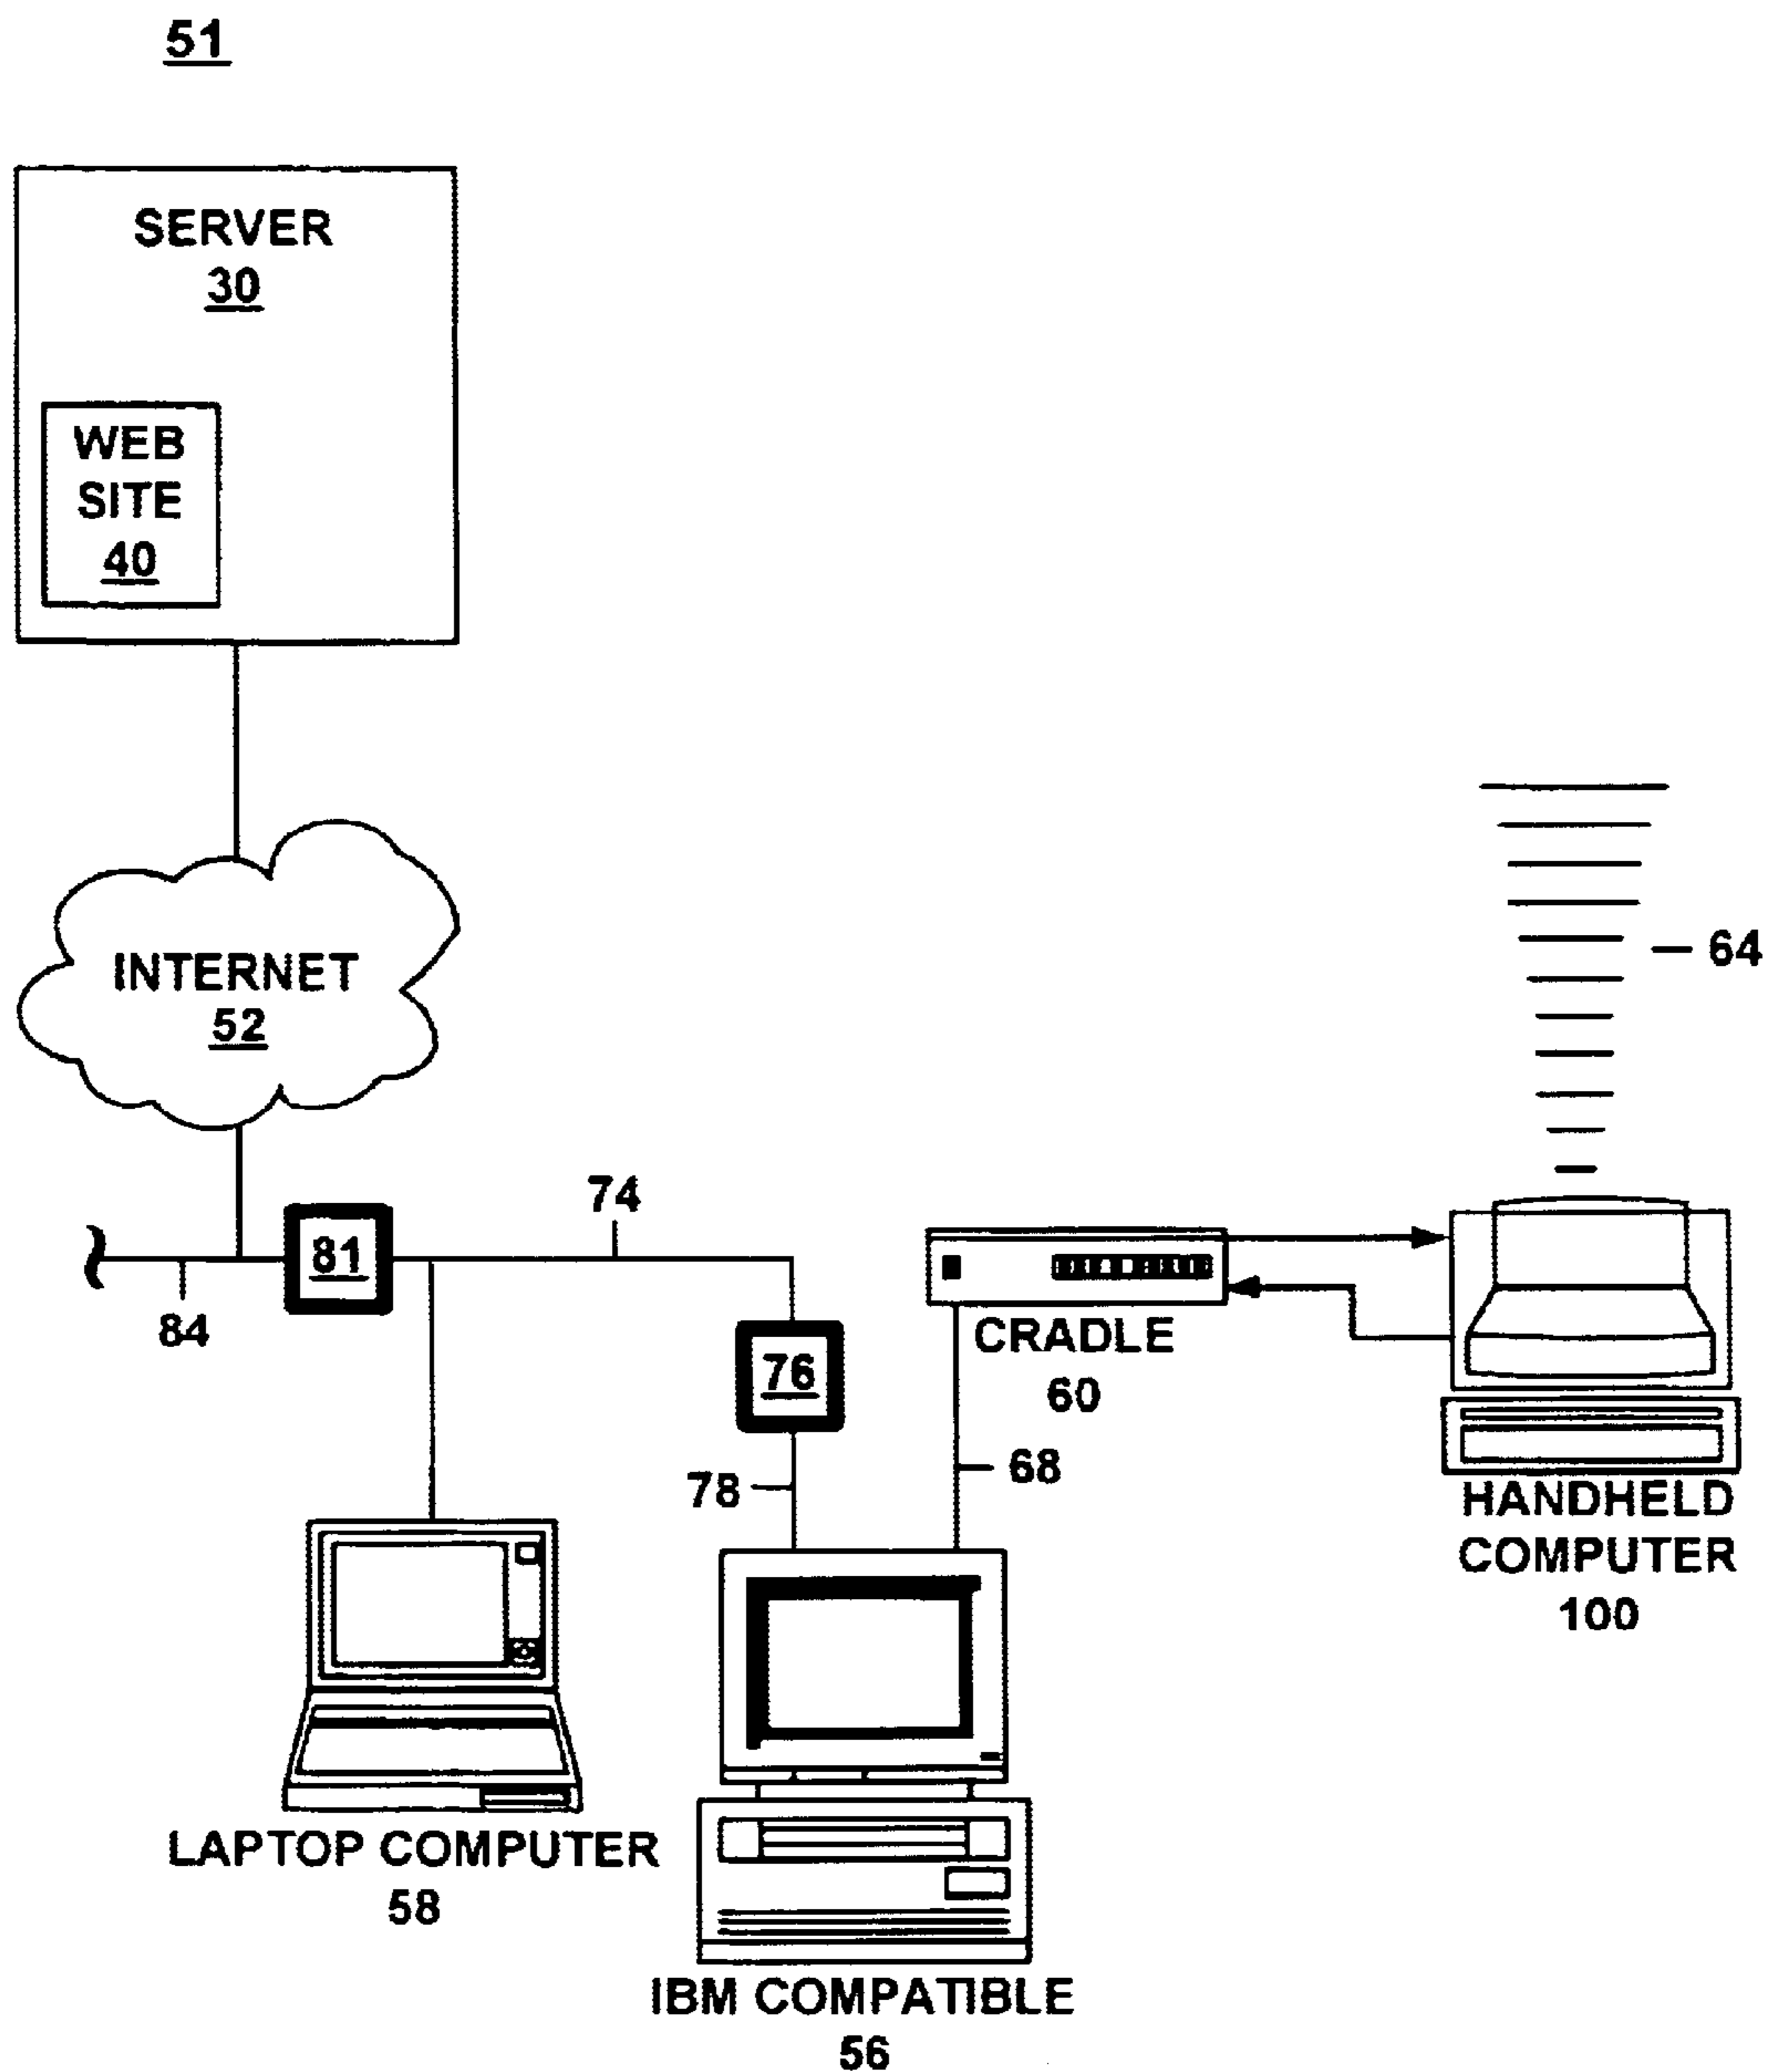 51
SERVER
30
WEB
SITE
40
INTERNET
52
64
74
81
84
76
CRADLE
60
78
68
HANDHELD
COMPUTER
100
LAPTOP COMPUTER
58
IBM COMPATIBLE
56